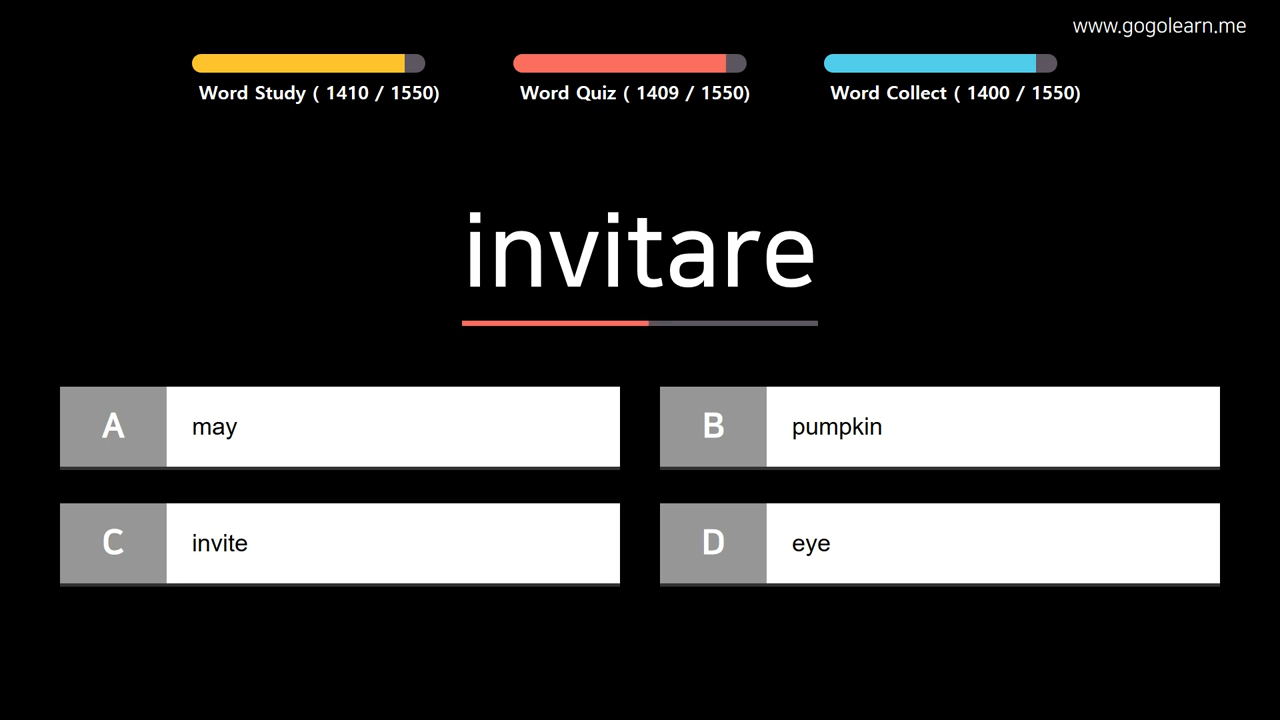 www.gogolearn.me
Word Study ( 1410 / 1550)
Word Quiz ( 1409 / 1550)
Word Collect ( 1400 / 1550)
invitare
A may
B pumpkin
C invite
D eye